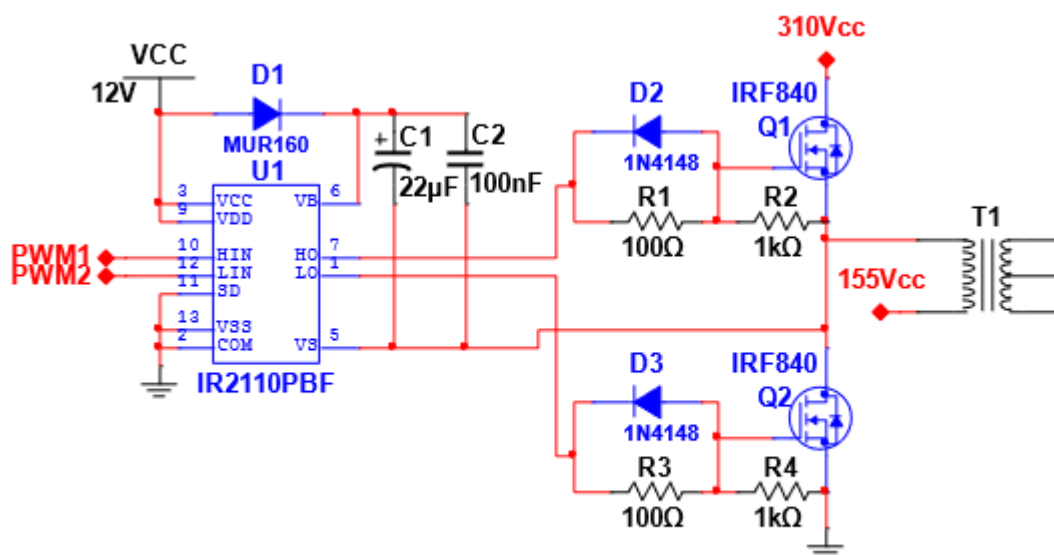 310Vcc
VCC
12V
D1
MUR160
U1
C1
22µF
+
C2
100nF
D2
1N4148
R1
100Ω
R2
1kΩ
IRF840
Q1
T1
155Vcc
PWM1
PWM2
3 VCC VB 6
9 VDD
10 HIN HO 7
12 LIN LO 1
11 SD
13 VSS
2 COM VS 5
IR2110PBF
D3
1N4148
R3
100Ω
R4
1kΩ
IRF840
Q2